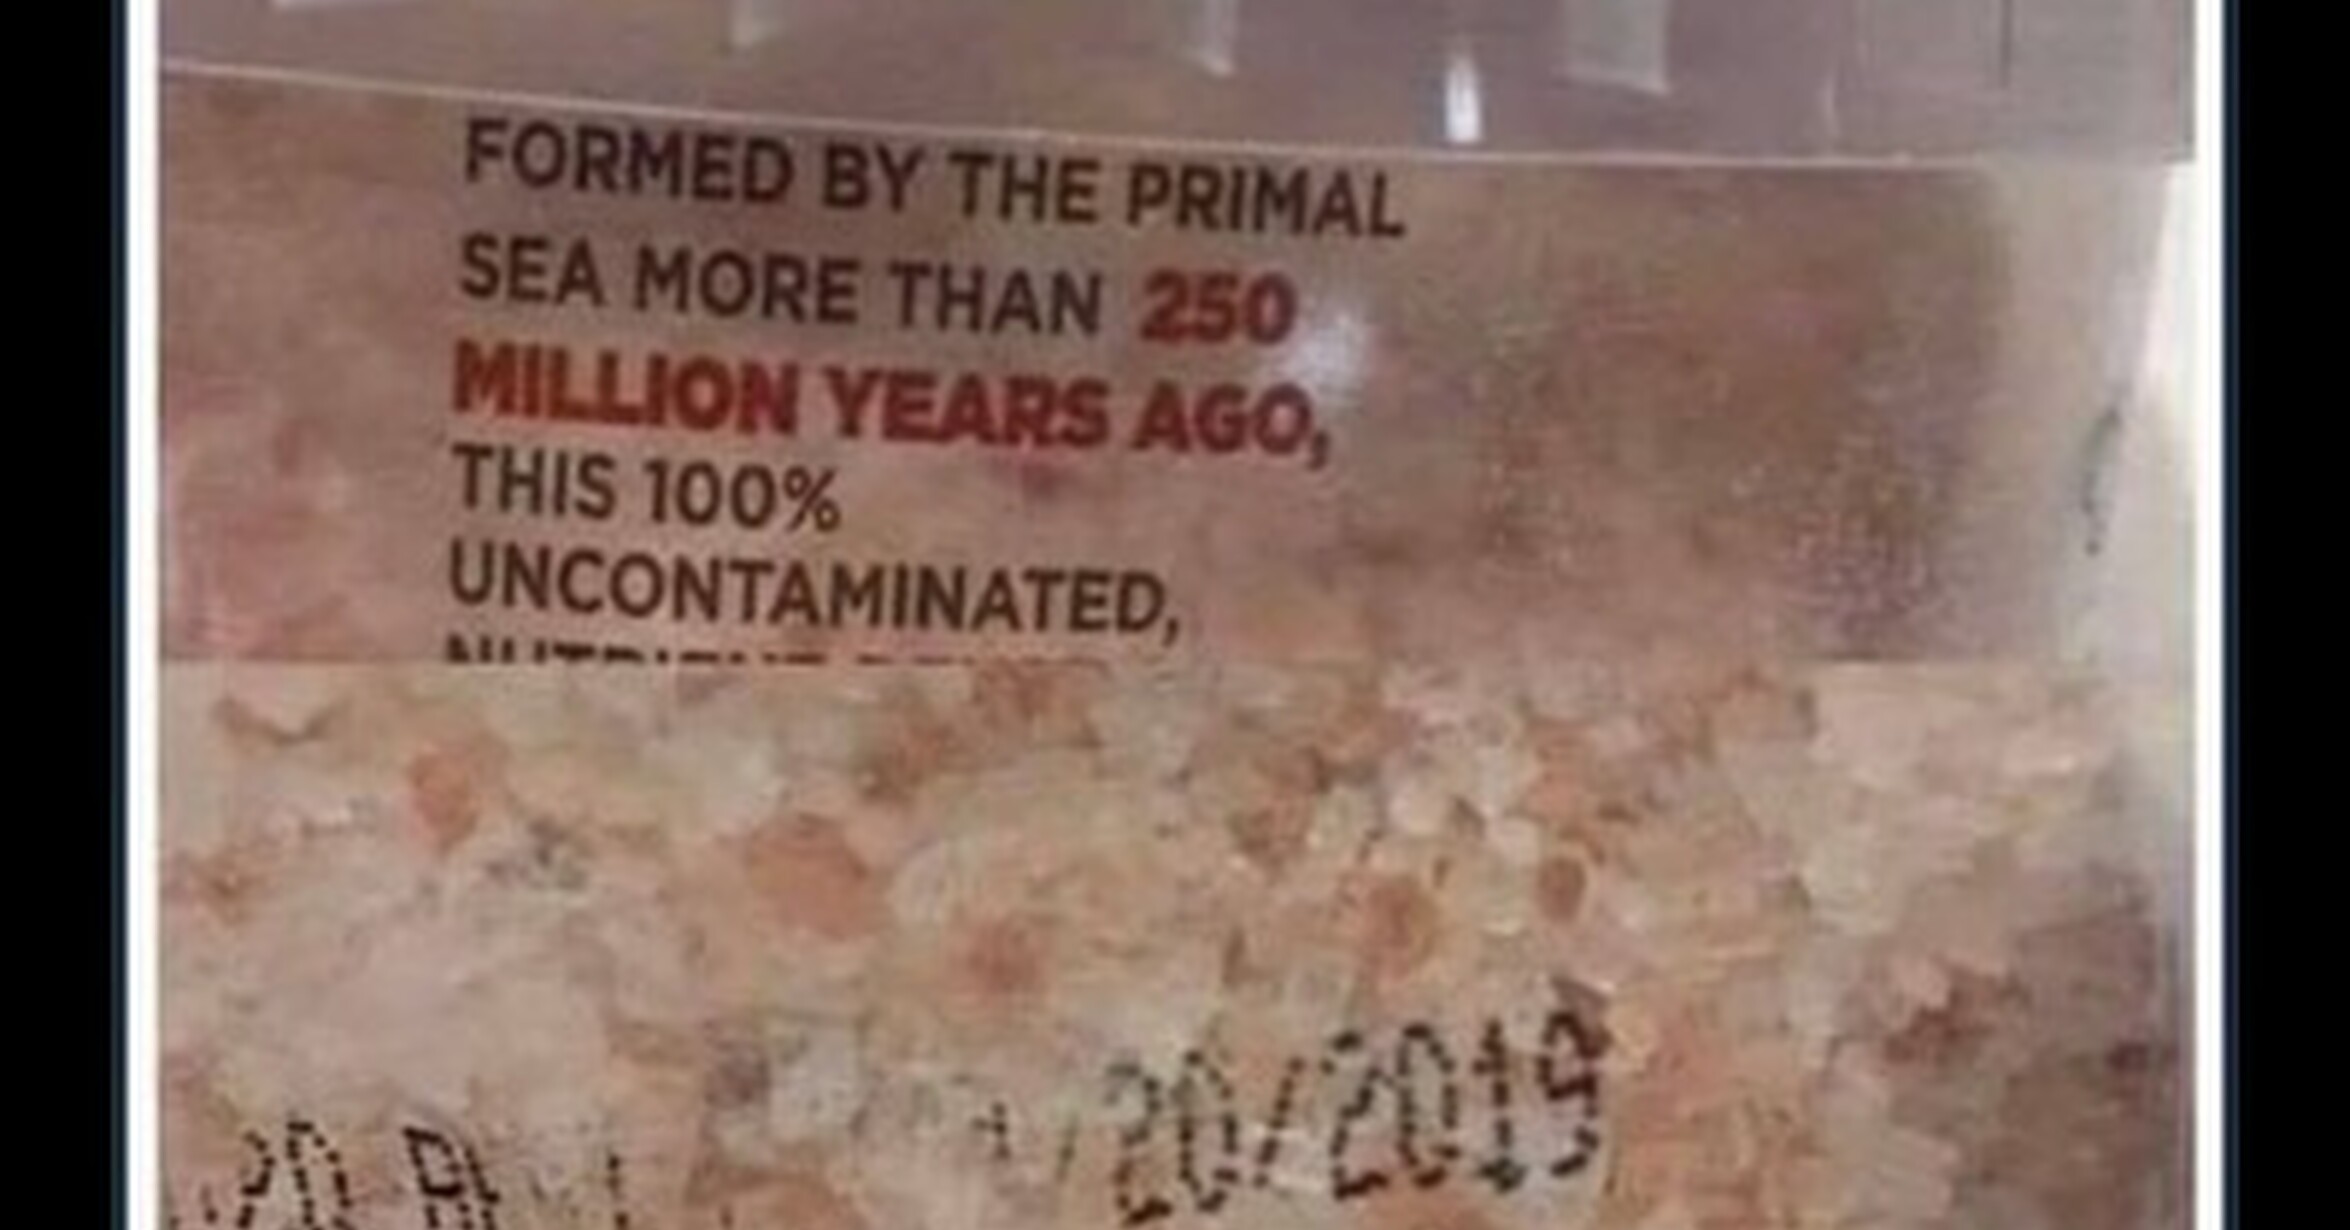 FORMED BY THE PRIMAL
SEA MORE THAN 250
MILLION YEARS AGO,
THIS 100%
UNCONTAMINATED,
20/2019